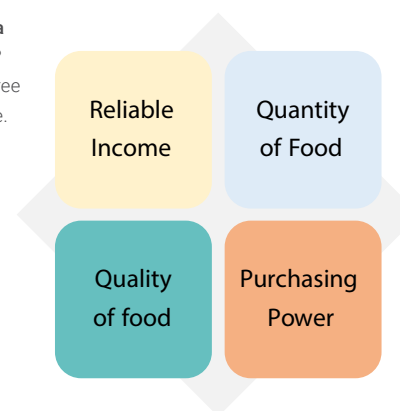 Reliable
Income
Quantity
of Food
Quality
of food
Purchasing
Power